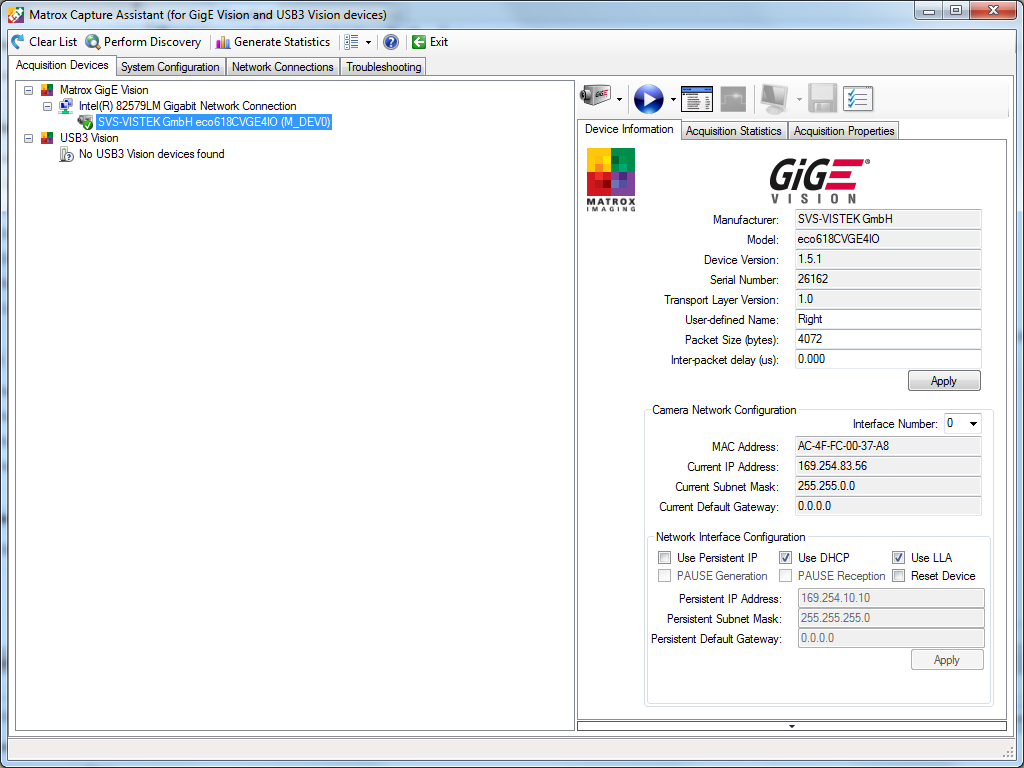 Matrox Capture Assistant (for GigE Vision and USB3 Vision devices)
Clear List Perform Discovery Generate Statistics Exit
Acquisition Devices System Configuration Network Connections Troubleshooting
Matrox GigE Vision
Intel(R) 82579LM Gigabit Network Connection
SVS-VISTEK GmbH eco618CVGE4IO (M_DEV0)
USB3 Vision
No USB3 Vision devices found
GiGE
Device Information Acquisition Statistics Acquisition Properties
MATROX
IMAGING
GiGE®
VISION
Manufacturer: SVS-VISTEK GmbH
Model: eco618CVGE4IO
Device Version: 1.5.1
Serial Number: 26162
Transport Layer Version: 1.0
User-defined Name: Right
Packet Size (bytes): 4072
Inter-packet delay (us): 0.000
Apply
Camera Network Configuration
Interface Number: 0
MAC Address: AC-4F-FC-00-37-A8
Current IP Address: 169.254.83.56
Current Subnet Mask: 255.255.0.0
Current Default Gateway: 0.0.0.0
Network Interface Configuration
Use Persistent IP Use DHCP Use LLA
PAUSE Generation PAUSE Reception Reset Device
Persistent IP Address: 169.254.10.10
Persistent Subnet Mask: 255.255.255.0
Persistent Default Gateway: 0.0.0.0
Apply